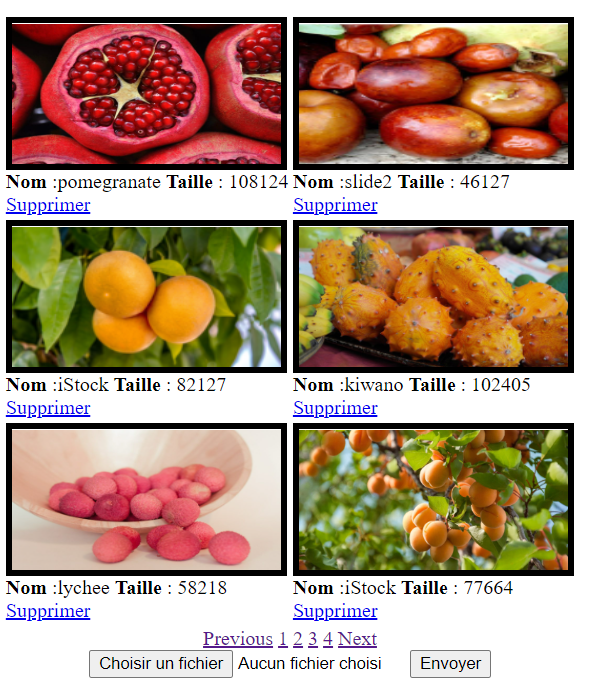 Nom :pomegranate Taille : 108124 Nom :slide2 Taille : 46127
Supprimer Supprimer
Nom :iStock Taille : 82127 Nom :kiwano Taille : 102405
Supprimer Supprimer
Nom :lychee Taille : 58218 Nom :iStock Taille : 77664
Supprimer Supprimer
Previous 1 2 3 4 Next
Choisir un fichier Aucun fichier choisi Envoyer